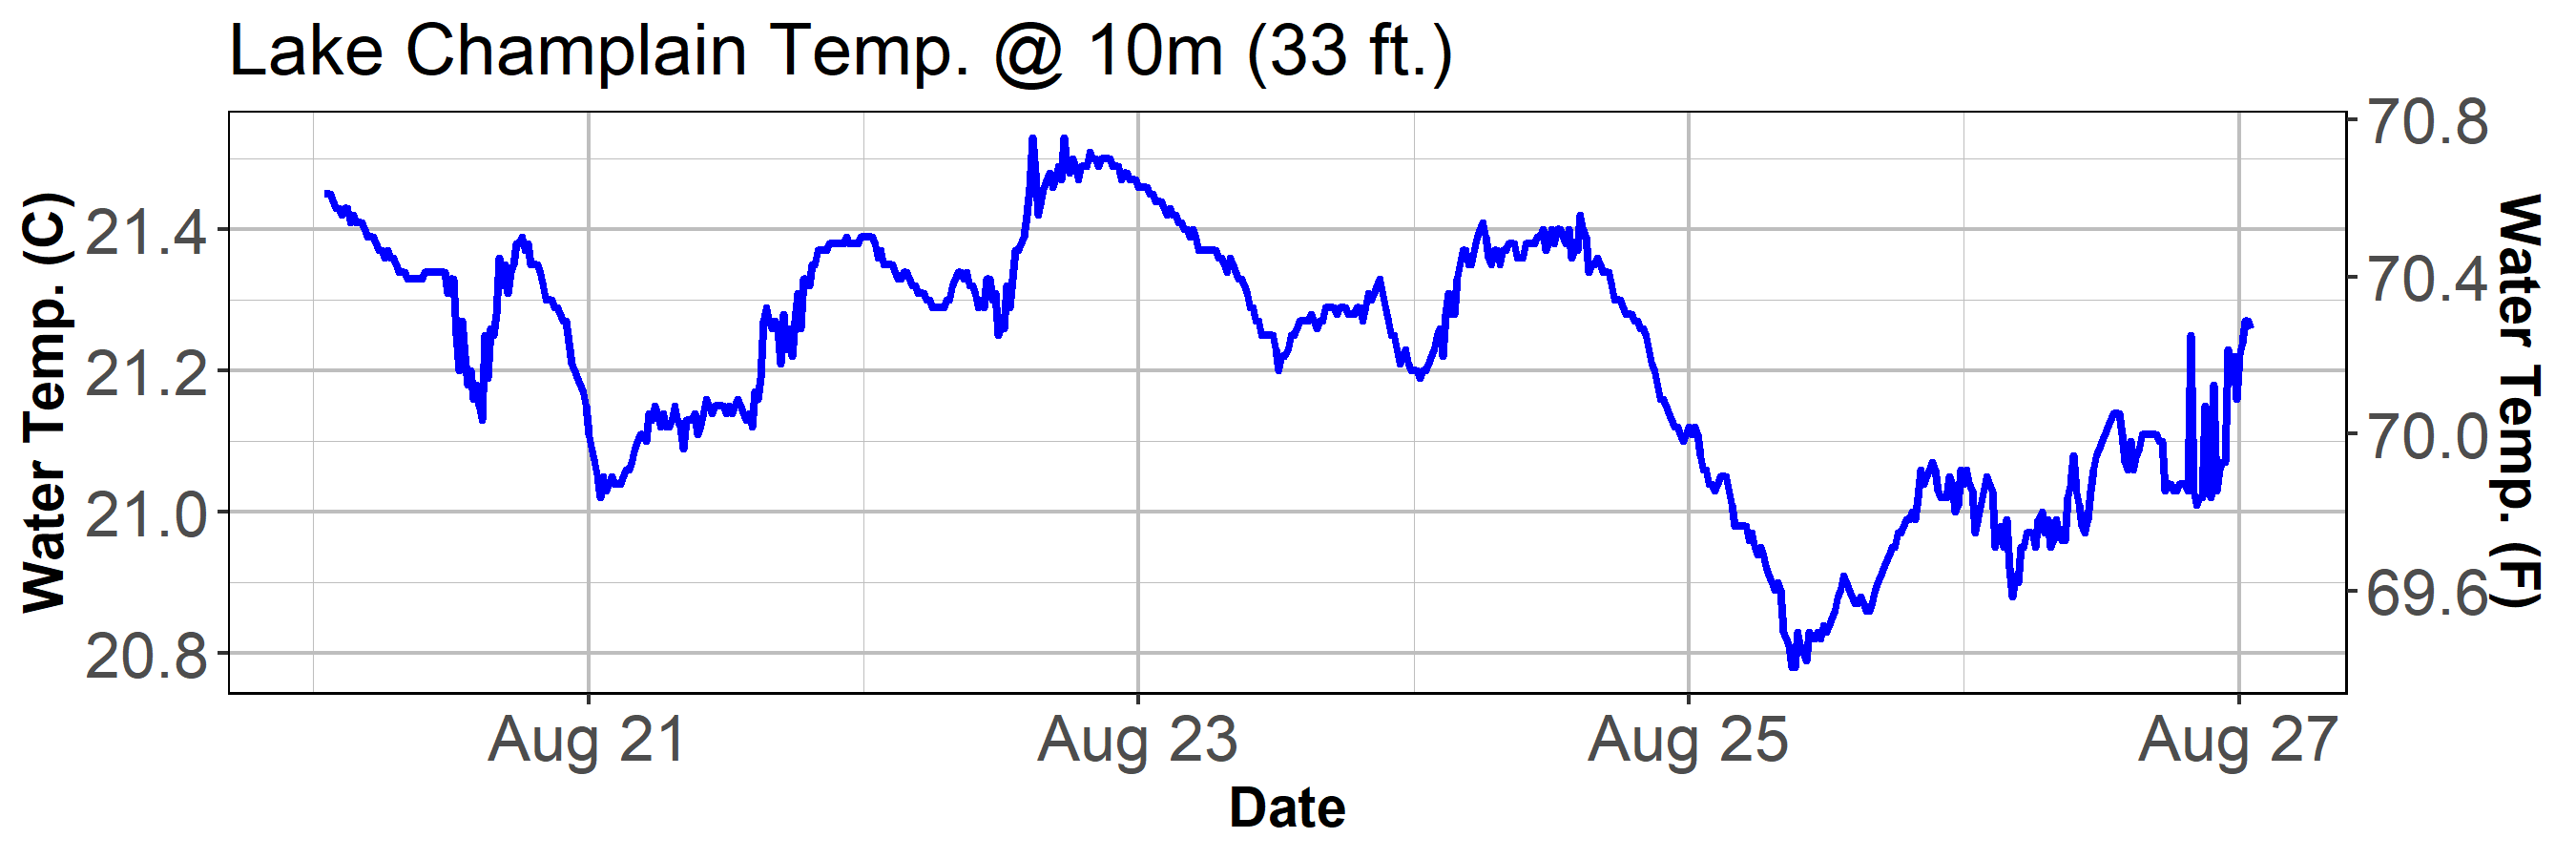 Lake Champlain Temp. @ 10m (33 ft.)
Water Temp. (C)
21.4
21.2
21.0
20.8
70.8
70.4
70.0
69.6
Water Temp. (F)
Aug 21
Aug 23
Aug 25
Aug 27
Date